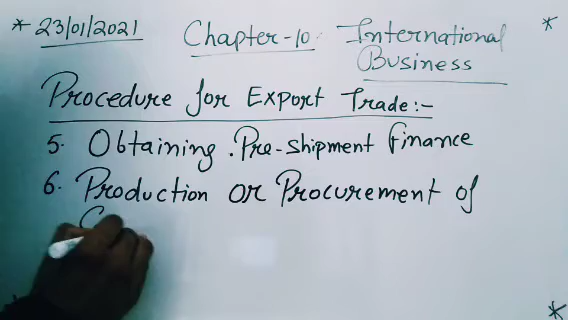 * 23/01/2021 Chapter-10 International *
Business
Procedure for Export Trade:-
5. Obtaining Pre-Shipment finance
6. Production or Procurement of
*